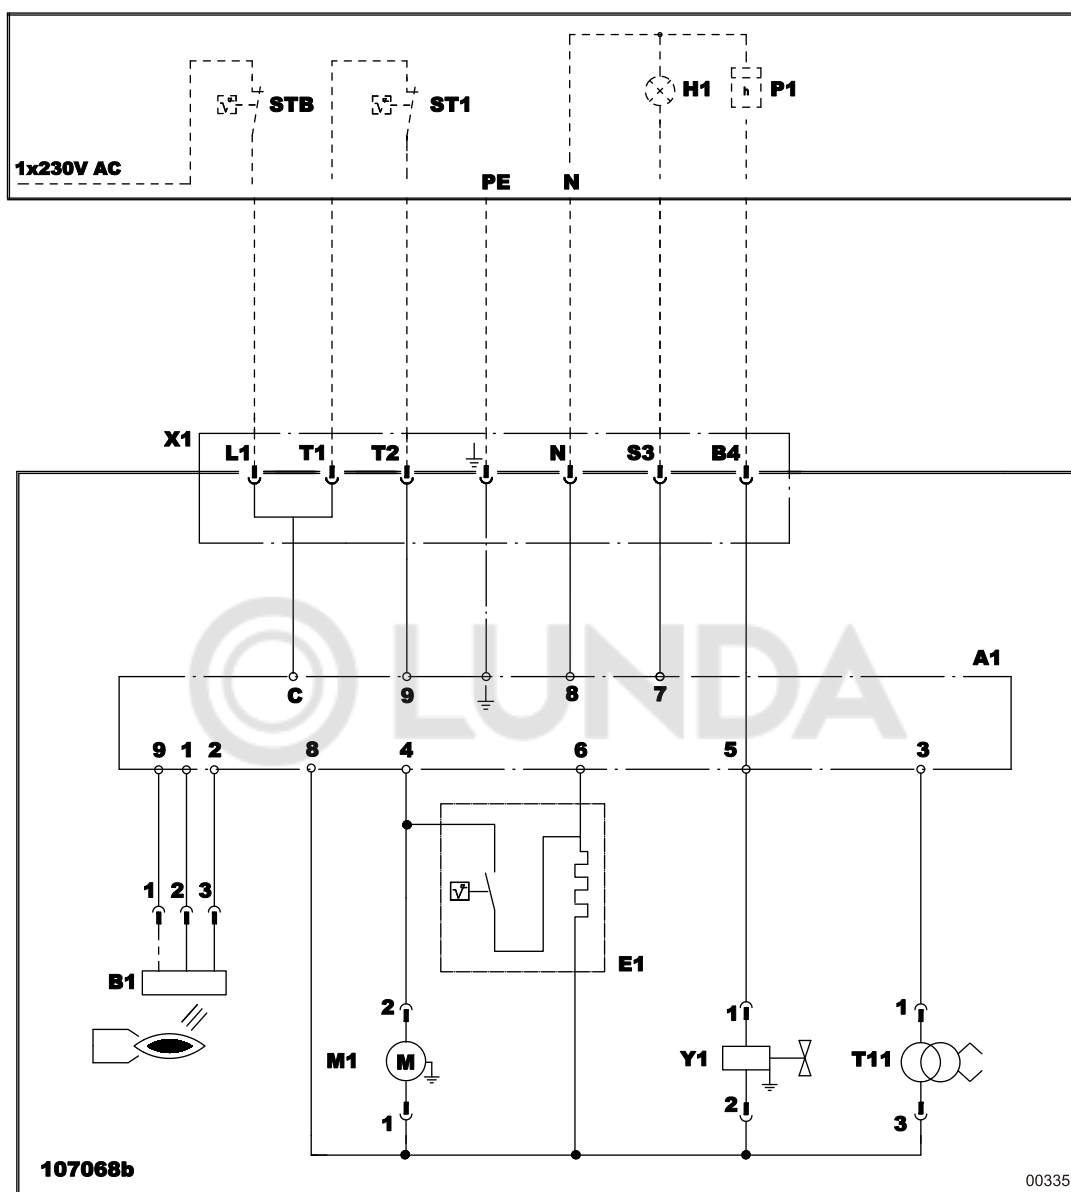 STB
ST1
H1
h
P1
1x230V AC
PE N
X1
L1 T1 T2 N S3 B4
LUNDA
A1
C 9 8 7
9 1 2 8 4 6 5 3
1 2 3
B1
E1
2 1 1
M1 M Y1 T11
1 2 3
107068b
00335